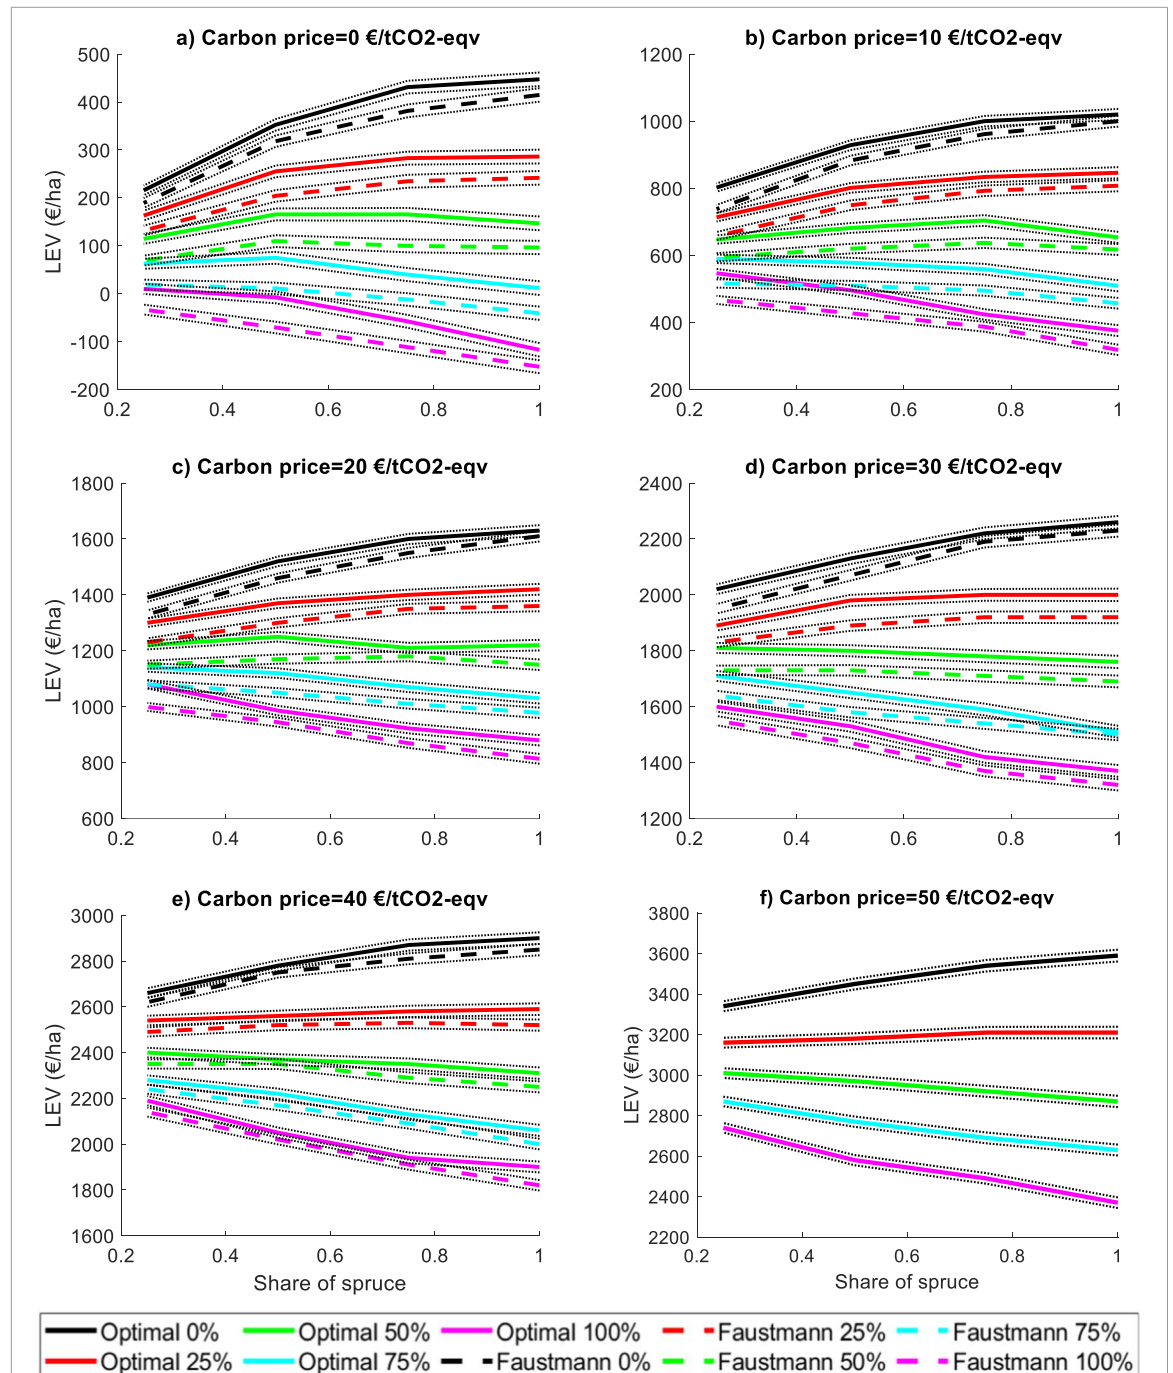 a) Carbon price=0 €/tCO2-eqv
500
400
300
200
100
0
-100
-200
LEV (€/ha)
0.2 0.4 0.6 0.8 1
b) Carbon price=10 €/tCO2-eqv
1200
1000
800
600
400
200
0.2 0.4 0.6 0.8 1
c) Carbon price=20 €/tCO2-eqv
1800
1600
1400
1200
1000
800
600
LEV (€/ha)
0.2 0.4 0.6 0.8 1
d) Carbon price=30 €/tCO2-eqv
2400
2200
2000
1800
1600
1400
1200
0.2 0.4 0.6 0.8 1
e) Carbon price=40 €/tCO2-eqv
3000
2800
2600
2400
2200
2000
1800
1600
LEV (€/ha)
0.2 0.4 0.6 0.8 1
Share of spruce
f) Carbon price=50 €/tCO2-eqv
3800
3600
3400
3200
3000
2800
2600
2400
2200
LEV (€/ha)
0.2 0.4 0.6 0.8 1
Share of spruce
Optimal 0% Optimal 50% Optimal 100% Faustmann 25% Faustmann 75%
Optimal 25% Optimal 75% Faustmann 0% Faustmann 50% Faustmann 100%